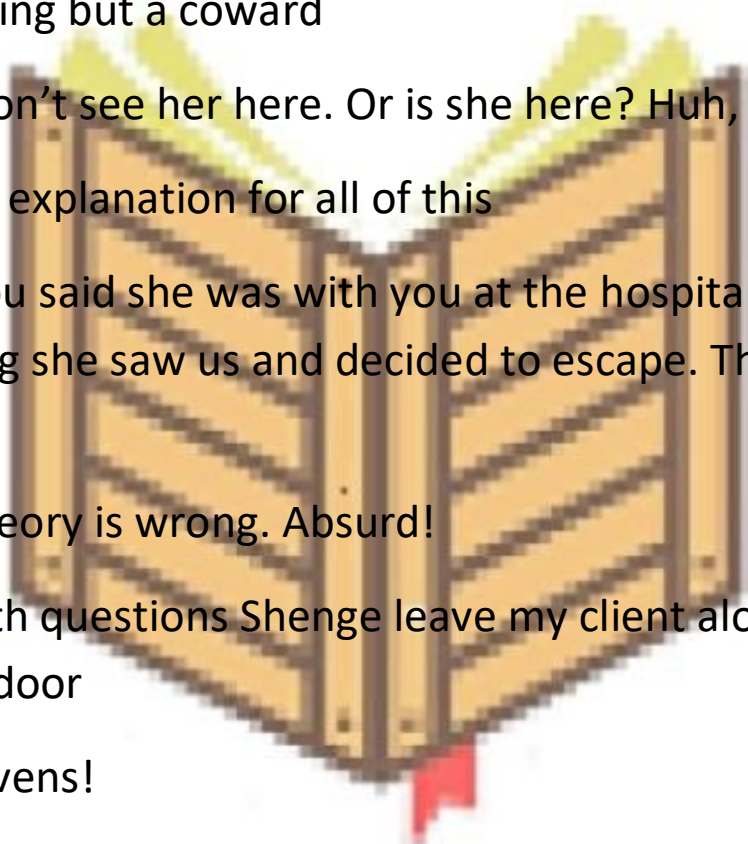 ing but a coward
on’t see her here. Or is she here? Huh,
explanation for all of this
ou said she was with you at the hospita
g she saw us and decided to escape. Th
eory is wrong. Absurd!
th questions Shenge leave my client alo
door
vens!